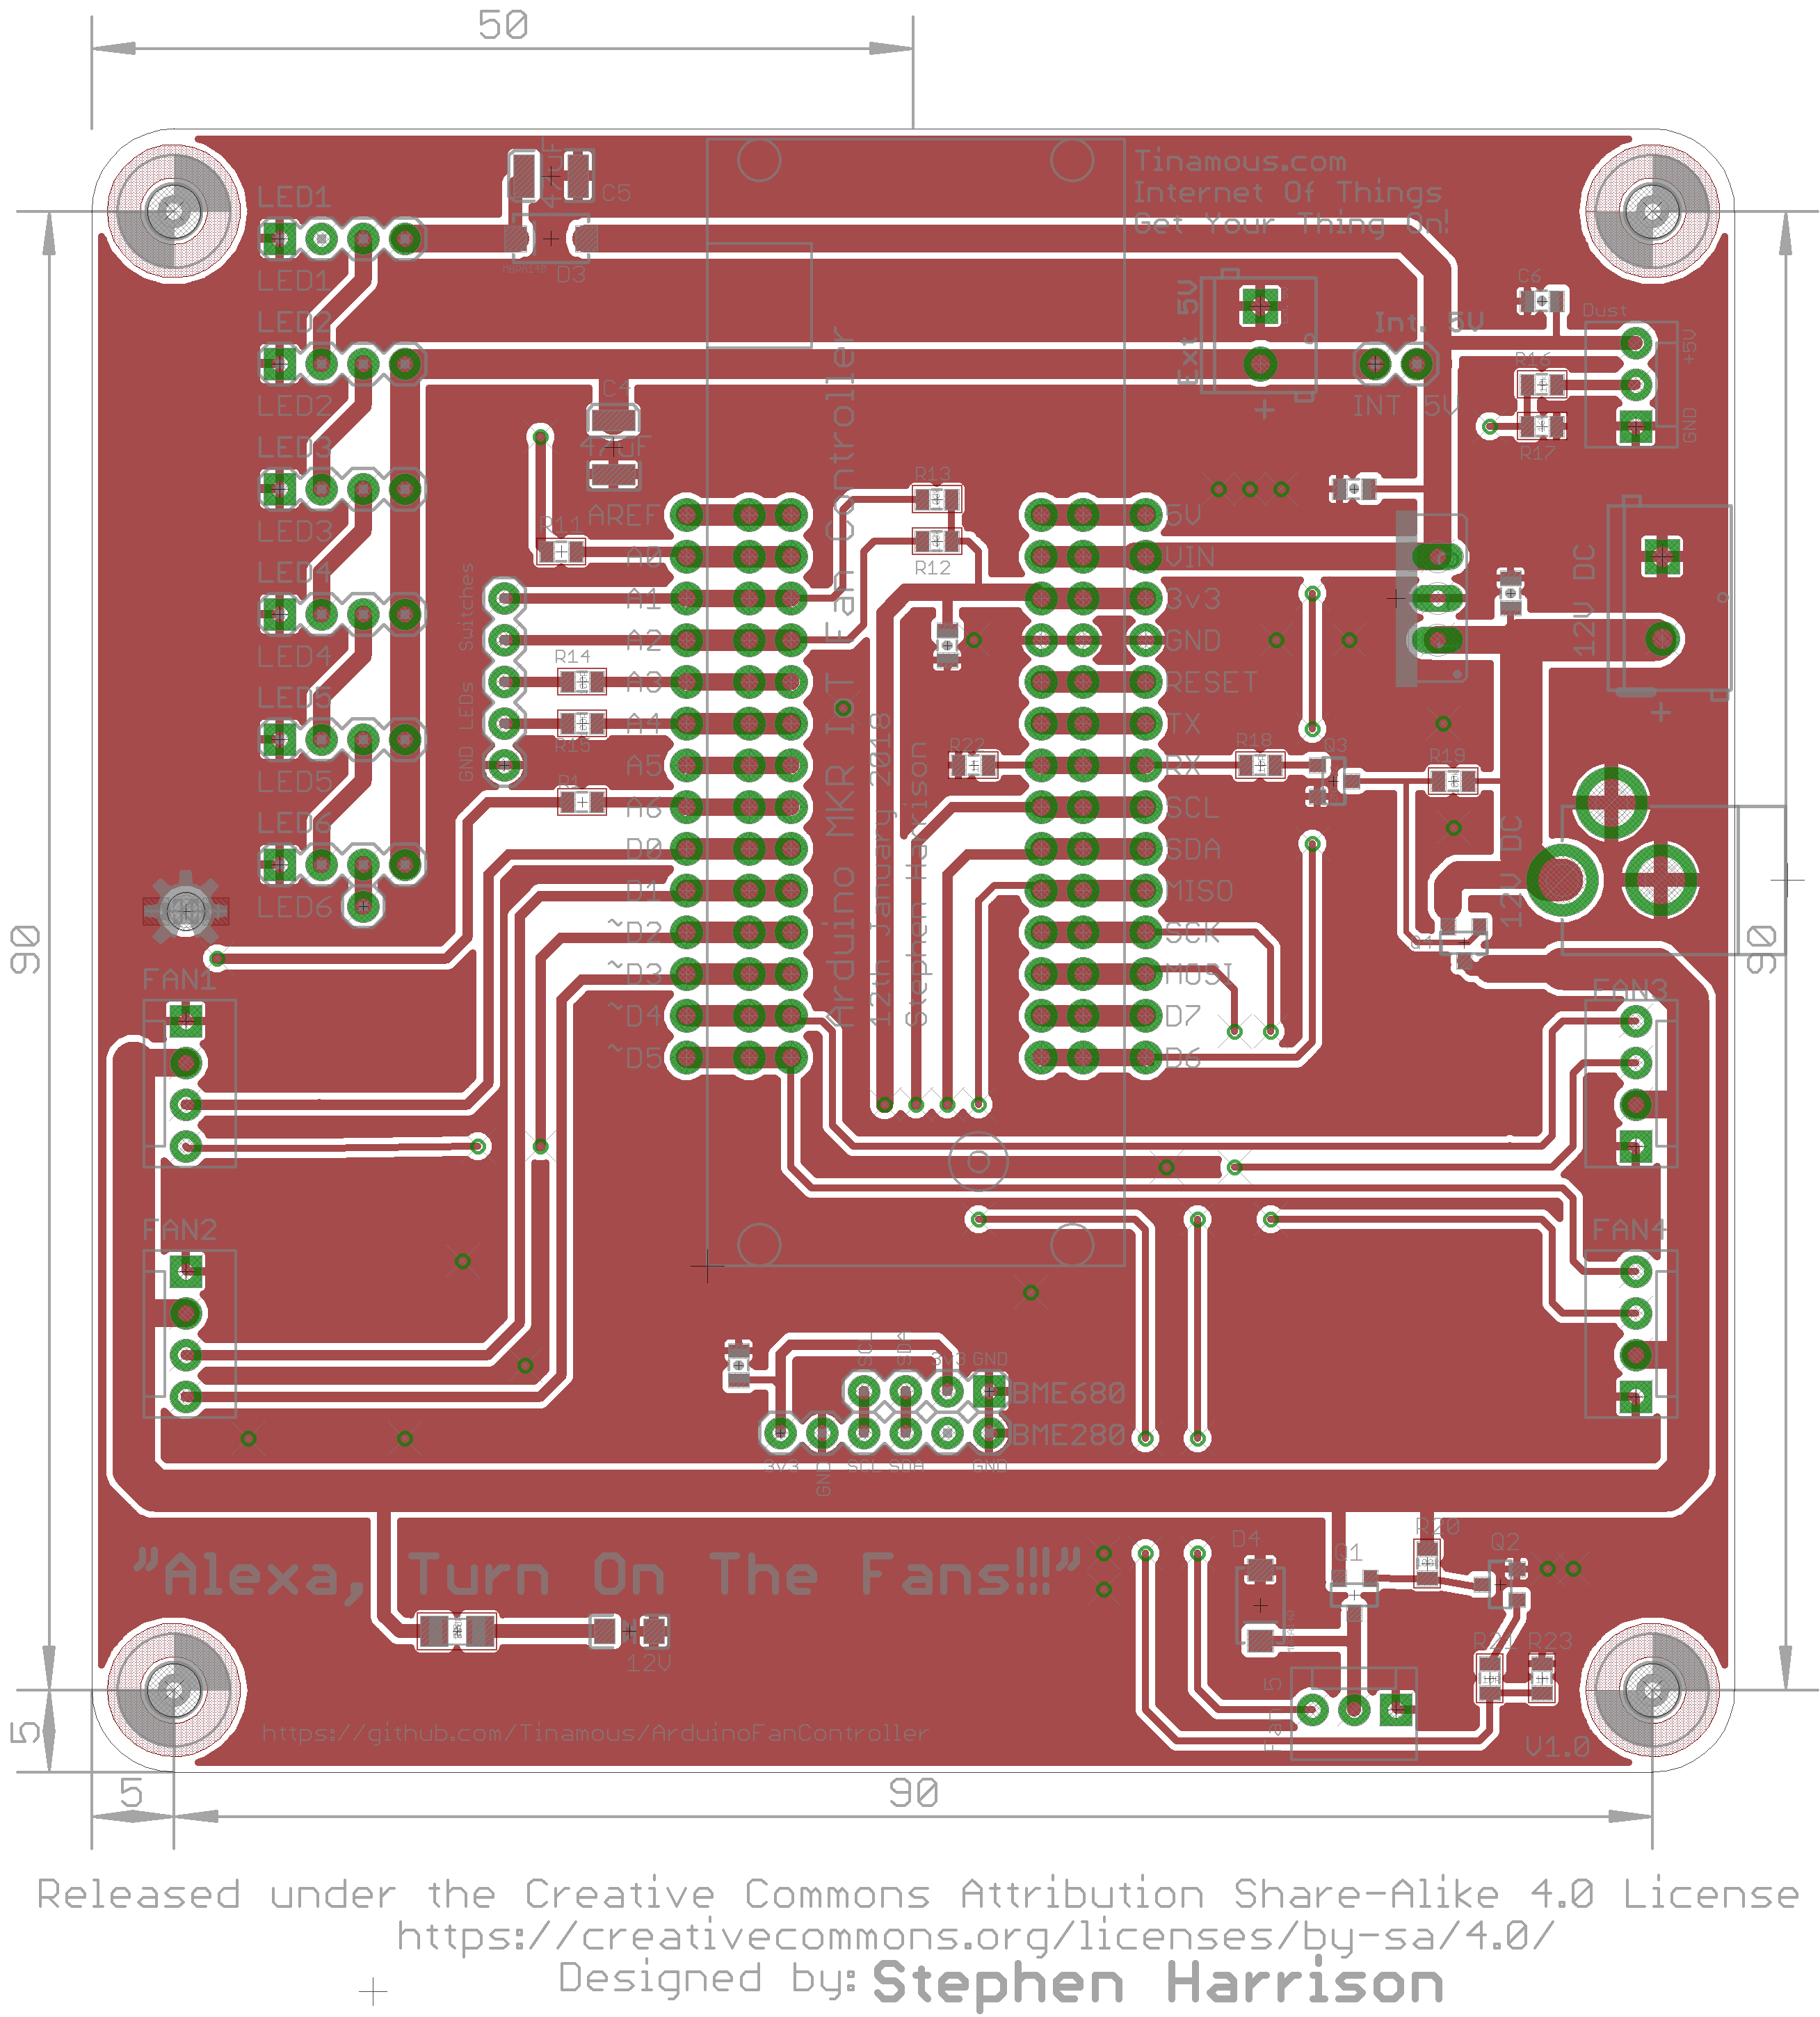 50
Tinamous.com
Internet Of Things
Get Your Thing On!
47uF
C5
LED1
LED1
D3
C6
Dust
+5V
GND
Ext 5V
+
Int. 5V
INT 5V
R16
R17
LED2
LED2
C4
47uF
LED3
LED3
R13
R12
R11
AREF
A0
A1
A2
A3
A4
A5
A6
D0
D1
~D2
~D3
~D4
~D5
5V
VIN
3v3
GND
RESET
TX
RX
SCL
SDA
MISO
SCK
MOSI
D7
D6
Switches
LEDs
GND
R14
R15
R1
LED4
LED4
LED5
LED5
LED6
LED6
Arduino MKR IoT Fan Controller
12th January 2018
Stephen Harrison
R22
R18
Q3
R19
12V DC
+
12V DC
90
90
FAN1
FAN2
FAN3
FAN4
SCL
SDA
3v3
GND
BME680
BME280
3v3
GND
SCL
SDA
GND
"Alexa, Turn On The Fans!!!"
12V
D4
Q1
R20
Q2
R21
R23
Fan 5
V1.0
https://github.com/Tinamous/ArduinoFanController
5
5
90
Released under the Creative Commons Attribution Share-Alike 4.0 License
https://creativecommons.org/licenses/by-sa/4.0/
Designed by: Stephen Harrison